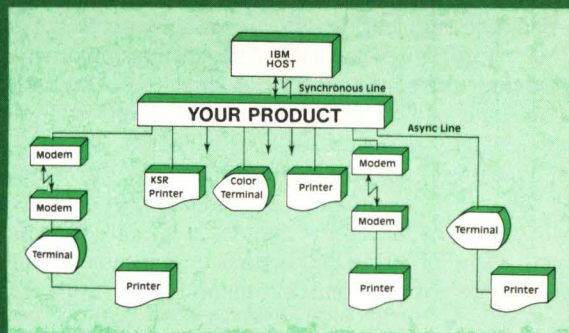 IBM
HOST
Synchronous Line
YOUR PRODUCT
Async Line
Modem
KSR
Printer
Color
Terminal
Printer
Modem
Modem
Modem
Terminal
Terminal
Printer
Printer
Printer